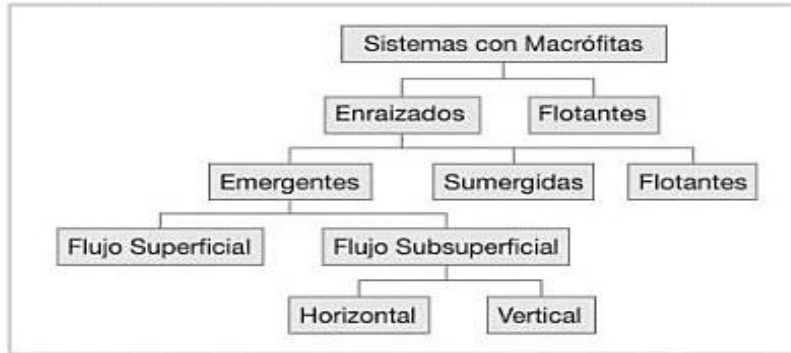 Sistemas con Macrófitas
Enraizados
Flotantes
Emergentes
Sumergidas
Flotantes
Flujo Superficial
Flujo Subsuperficial
Horizontal
Vertical